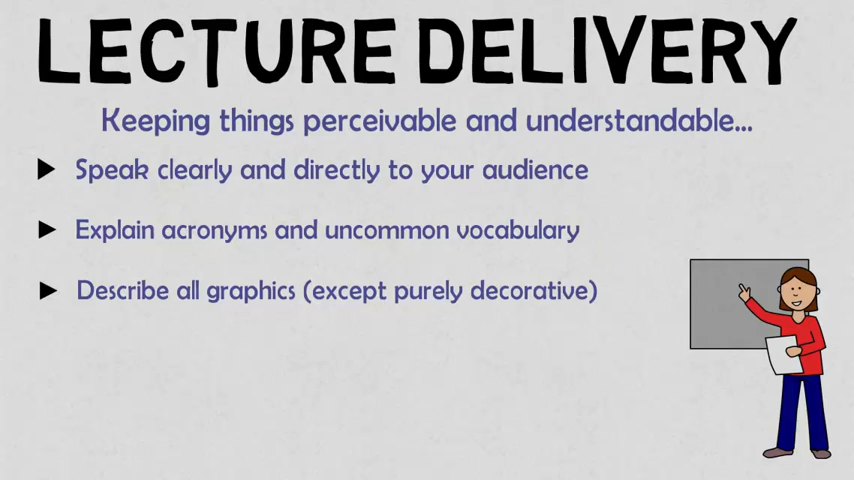 LECTURE DELIVERY
Keeping things perceivable and understandable...
Speak clearly and directly to your audience
Explain acronyms and uncommon vocabulary
Describe all graphics (except purely decorative)